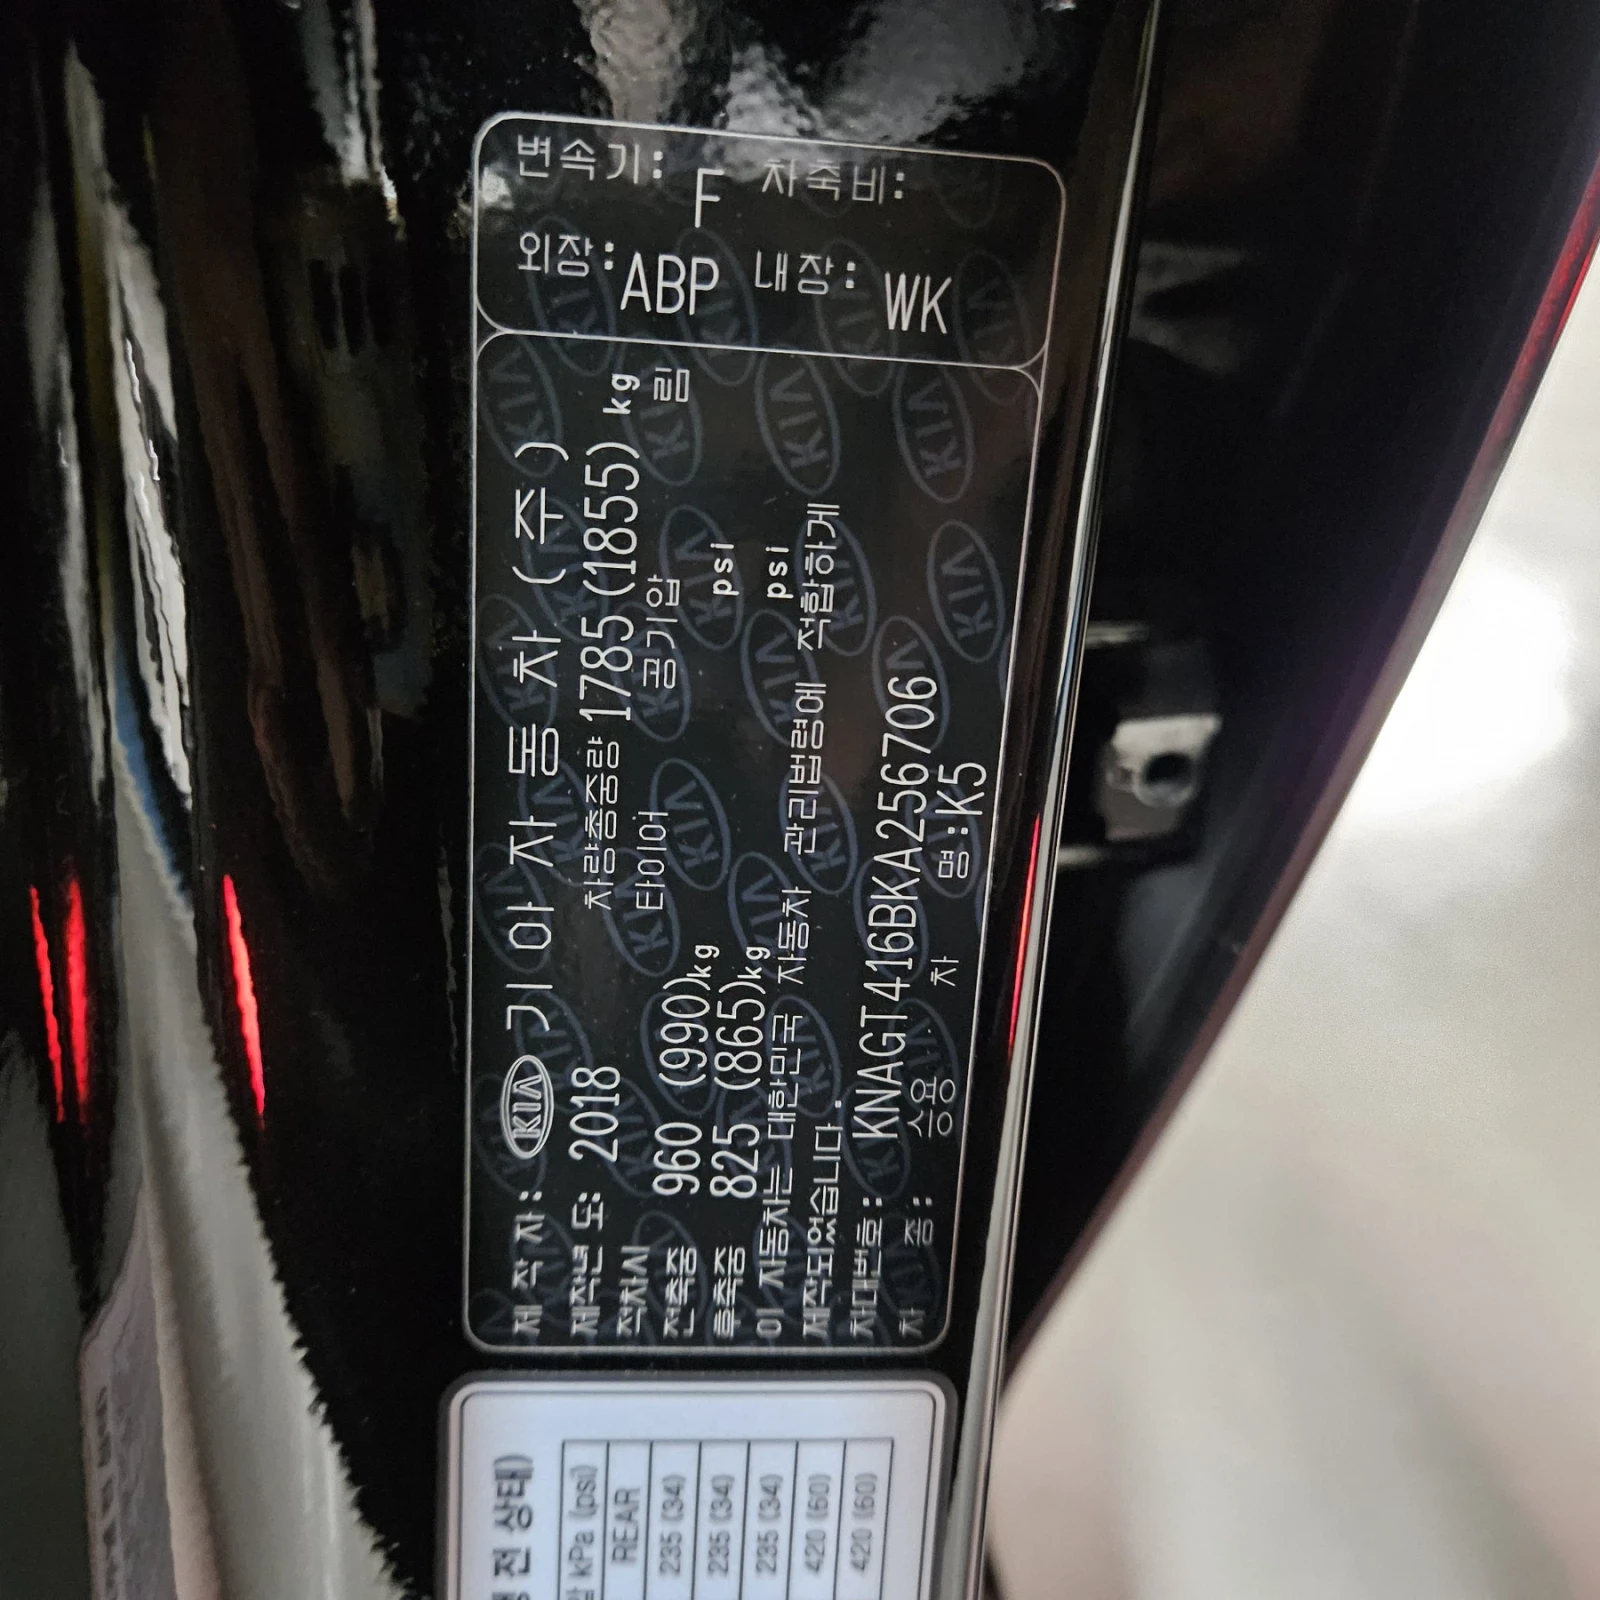 변속기: F 차축비:
외장: ABP 내장: WK
제 작 자: KIA 기아자동차(주)
제작년 도: 2018 차량총중량 1785(1855) kg
적차시 타이어 공기압 림
전축중 960 (990)kg psi
후축중 825 (865)kg psi
이 자동차는 대한민국 자동차 관리법령에 적합하게
제작되었습니다.
차대번호: KNAGT416BKA256706
차 종: 승용 차 명:K5
전 상태)
kPa (psi)
REAR
235 (34)
235 (34)
235 (34)
420 (60)
420 (60)